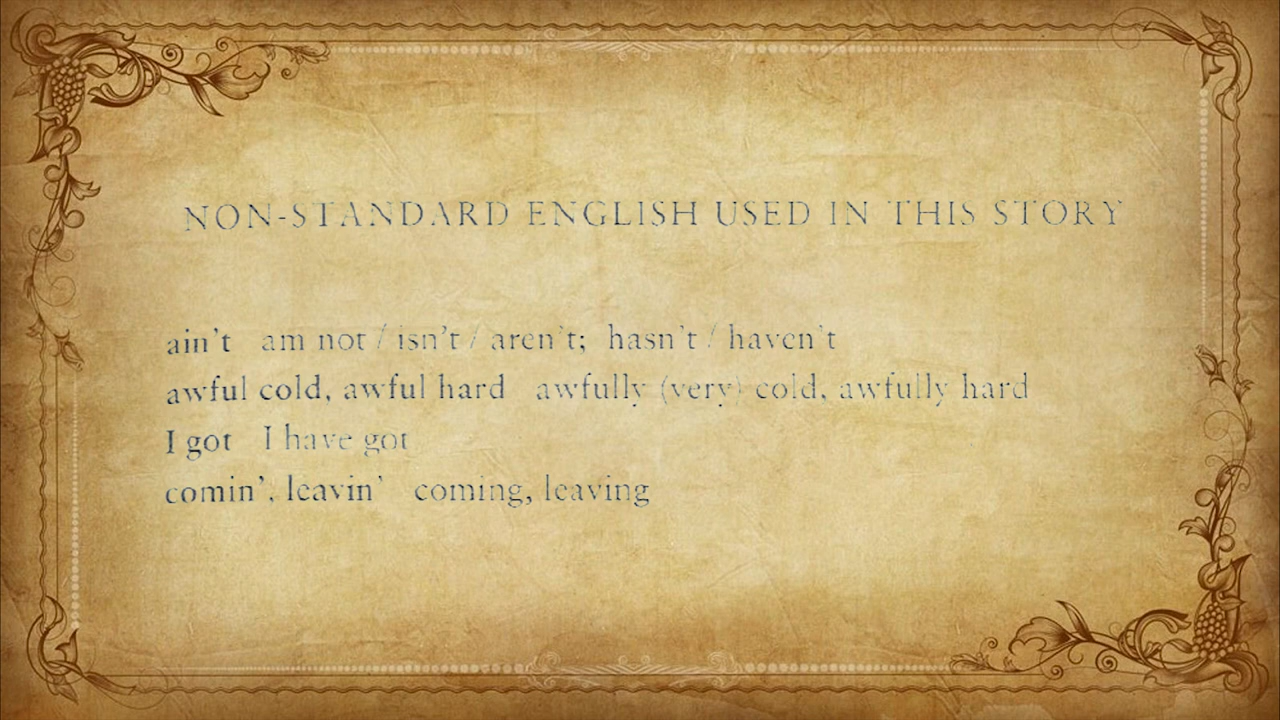 NON-STANDARD ENGLISH USED IN THIS STORY
ain't am not / isn't / aren't; hasn't / haven't
awful cold, awful hard awfully (very) cold, awfully hard
I got I have got
comin', leavin' coming, leaving